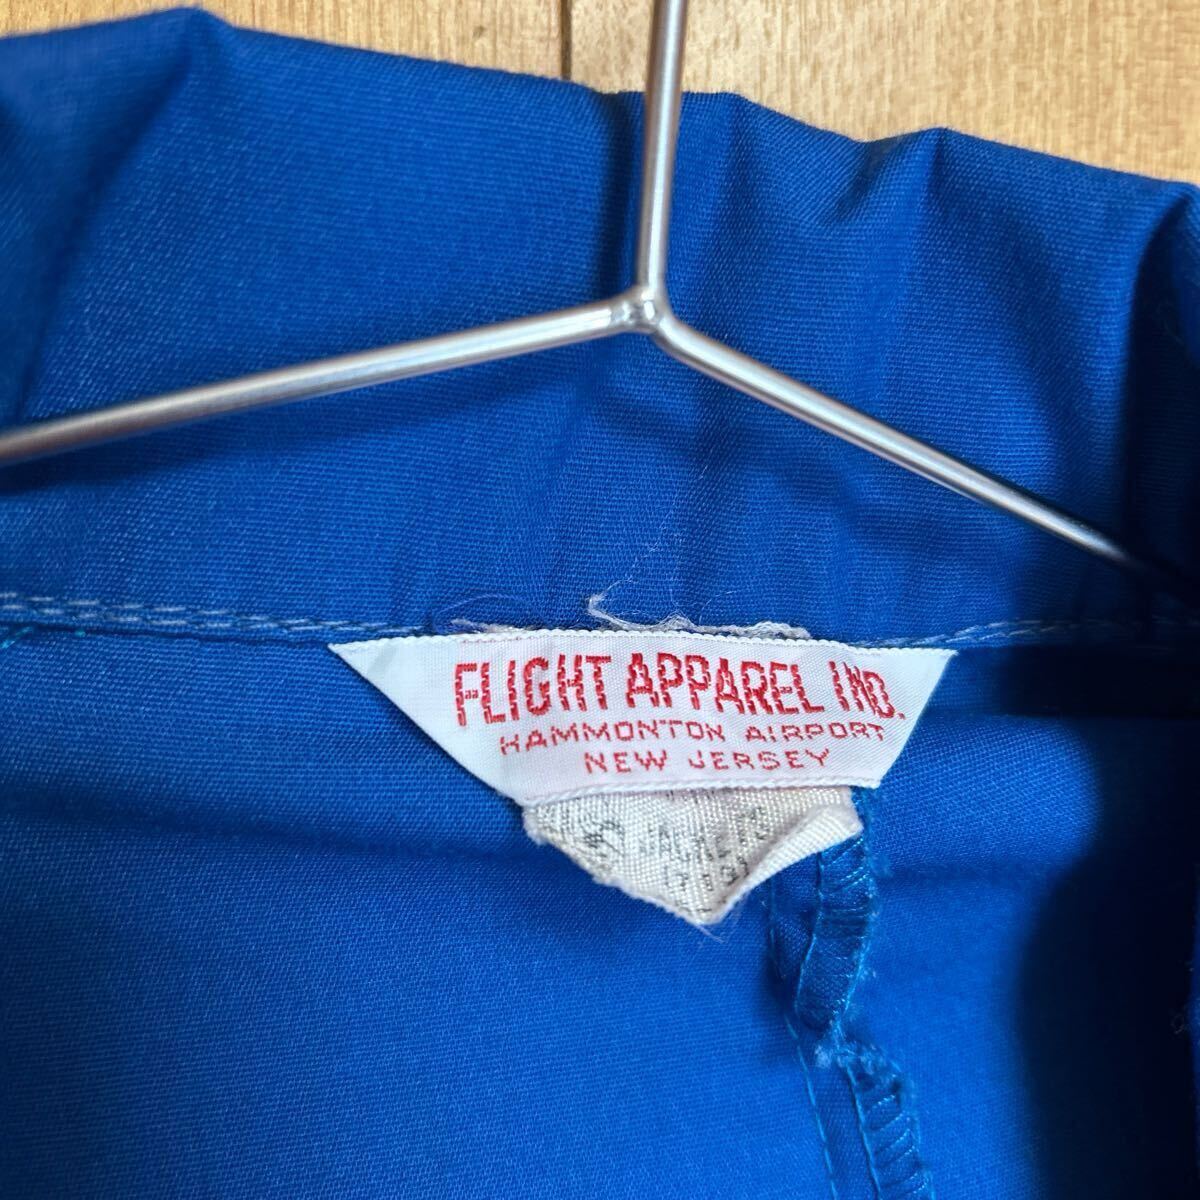 FLIGHT APPAREL IND.
HAMMONTON AIRPORT
NEW JERSEY